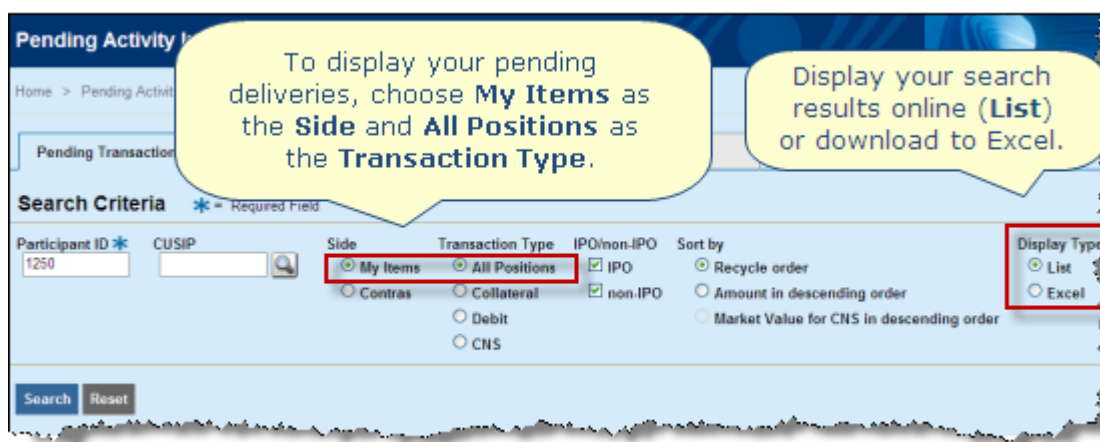 Pending Activity
To display your pending
deliveries, choose My Items as
the Side and All Positions as
the Transaction Type.
Display your search
results online (List)
or download to Excel.
Home > Pending Activit
Pending Transaction
Search Criteria * = Required Field
Participant ID * CUSIP Side Transaction Type IPO/non-IPO Sort by Display Type
1250 My Items All Positions IPO Recycle order List
Contras Collateral non-IPO Amount in descending order Excel
Debit Market Value for CNS in descending order
CNS
Search Reset